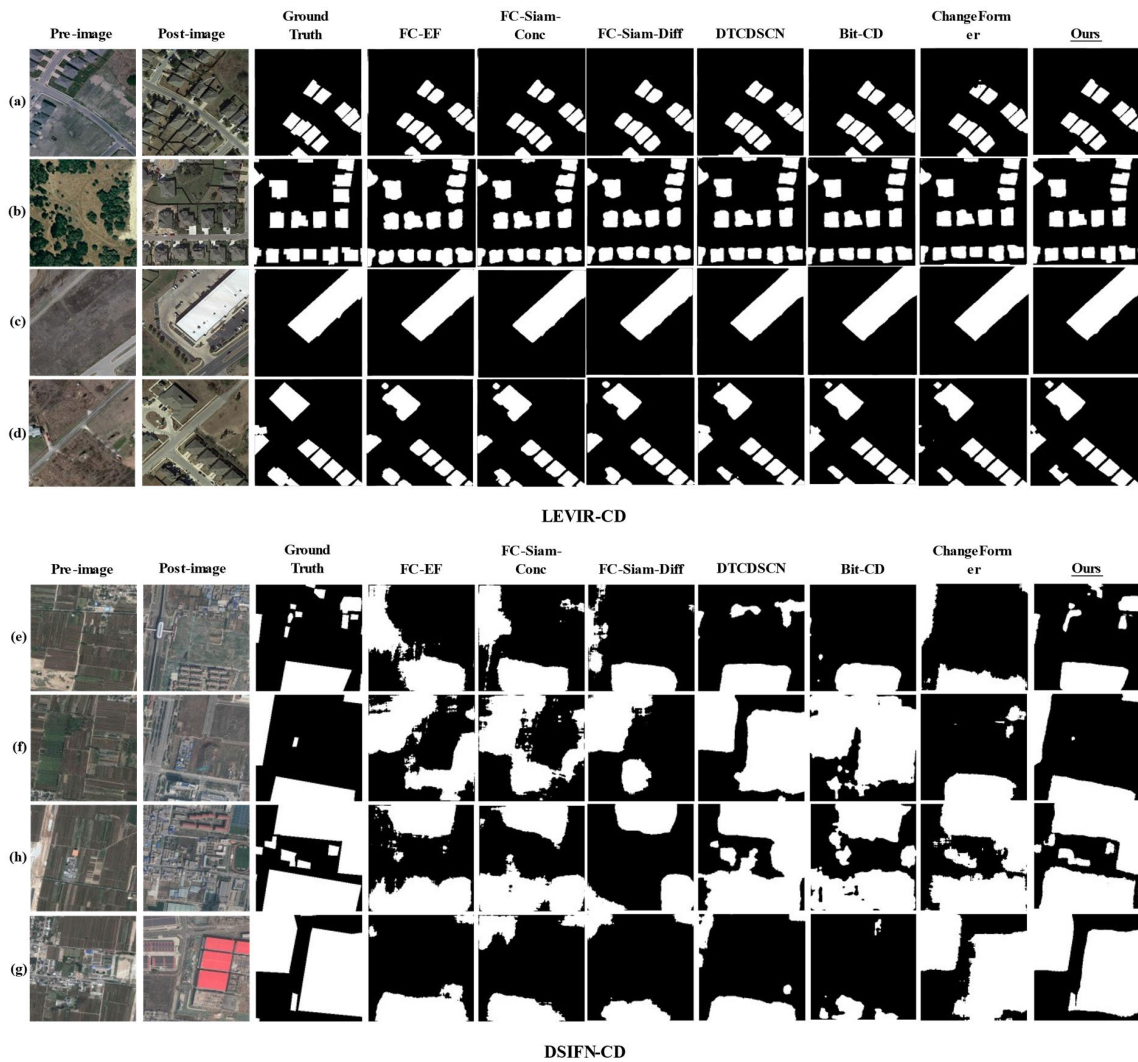 Pre-image Post-image Ground Truth FC-EF FC-Siam-Conc FC-Siam-Diff DTCDSCN Bit-CD ChangeForm er Ours
(a)
(b)
(c)
(d)
LEVIR-CD
Pre-image Post-image Ground Truth FC-EF FC-Siam-Conc FC-Siam-Diff DTCDSCN Bit-CD ChangeForm er Ours
(e)
(f)
(h)
(g)
DSIFN-CD